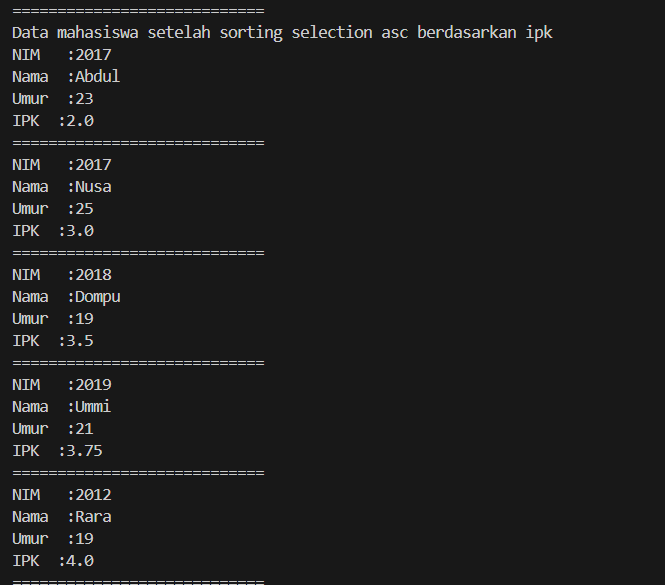 ============================
Data mahasiswa setelah sorting selection asc berdasarkan ipk
NIM   :2017
Nama  :Abdul
Umur  :23
IPK  :2.0
============================
NIM   :2017
Nama  :Nusa
Umur  :25
IPK  :3.0
============================
NIM   :2018
Nama  :Dompu
Umur  :19
IPK  :3.5
============================
NIM   :2019
Nama  :Ummi
Umur  :21
IPK  :3.75
============================
NIM   :2012
Nama  :Rara
Umur  :19
IPK  :4.0
============================